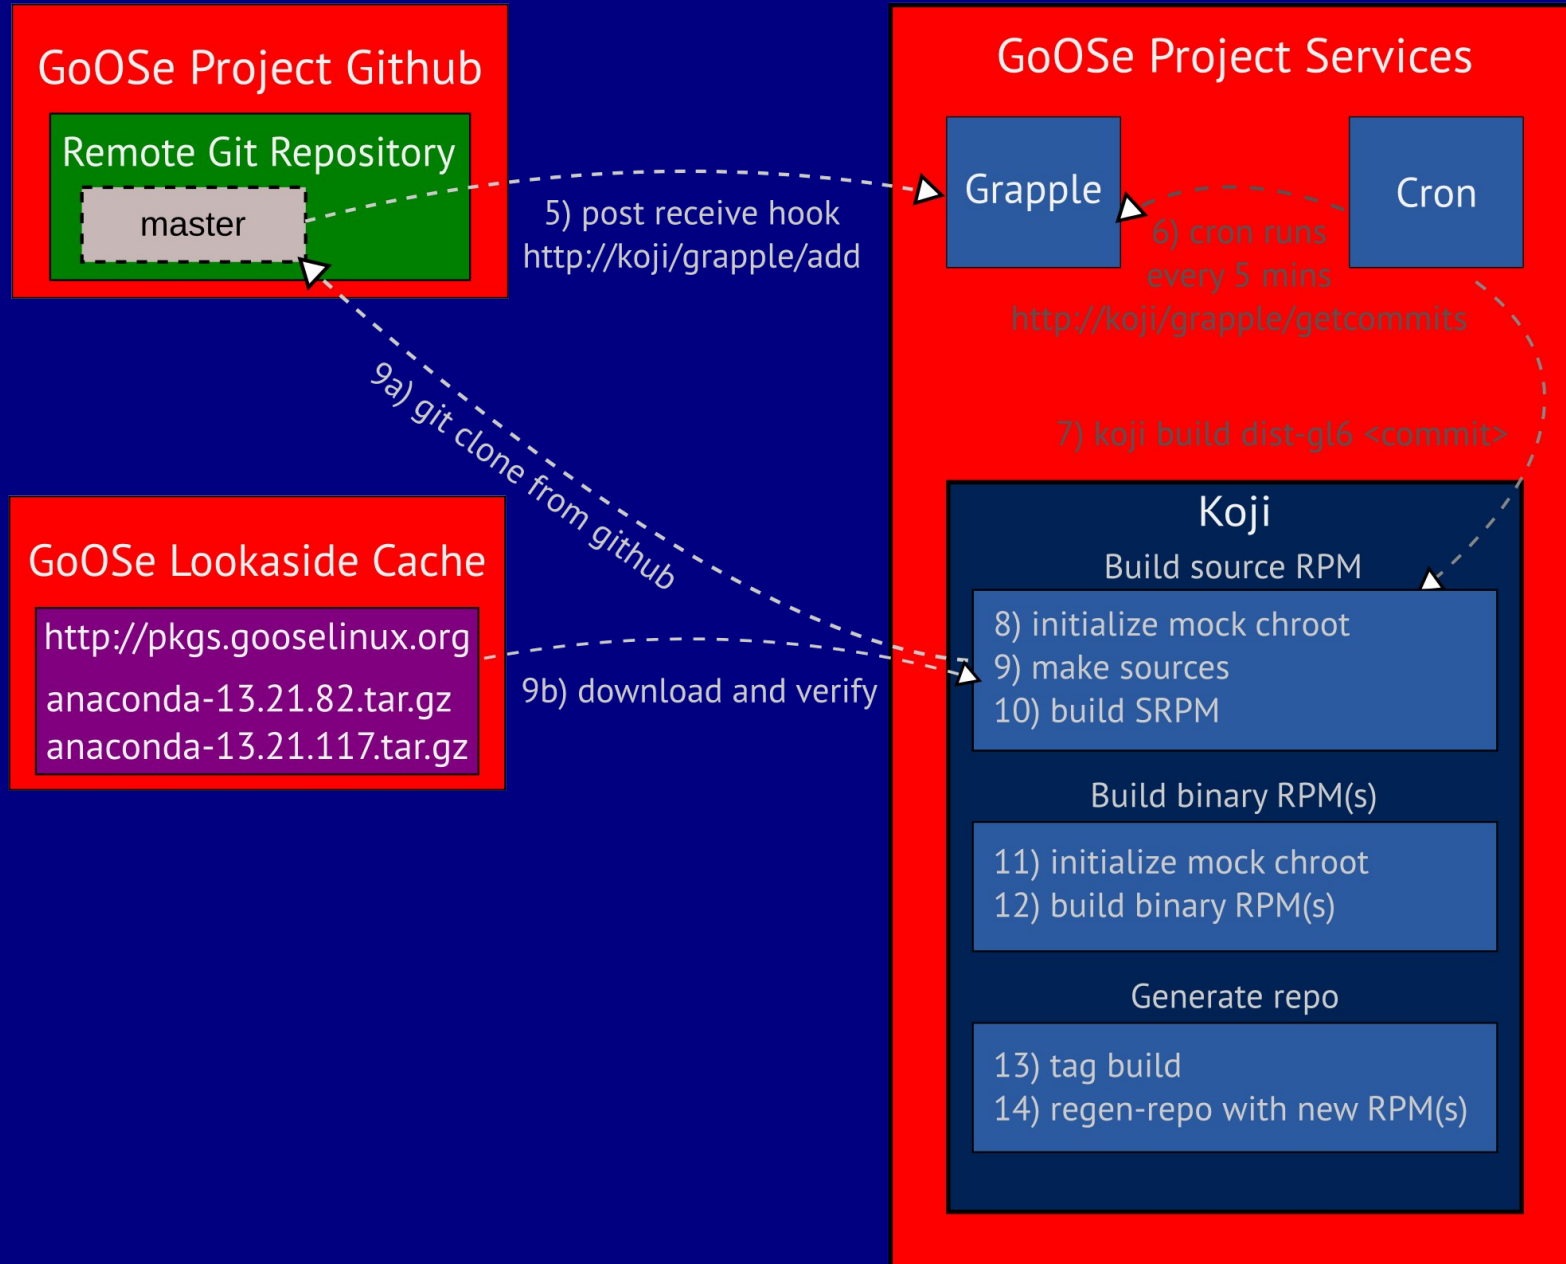 GoOSe Project Github
Remote Git Repository
master
5) post receive hook
http://koji/grapple/add
GoOSe Project Services
Grapple
Cron
6) cron runs
every 5 mins
http://koji/grapple/getcommits
7) koji build dist-gl6 <commit>
9a) git clone from github
GoOSe Lookaside Cache
http://pkgs.gooselinux.org
anaconda-13.21.82.tar.gz
anaconda-13.21.117.tar.gz
9b) download and verify
Koji
Build source RPM
8) initialize mock chroot
9) make sources
10) build SRPM
Build binary RPM(s)
11) initialize mock chroot
12) build binary RPM(s)
Generate repo
13) tag build
14) regen-repo with new RPM(s)